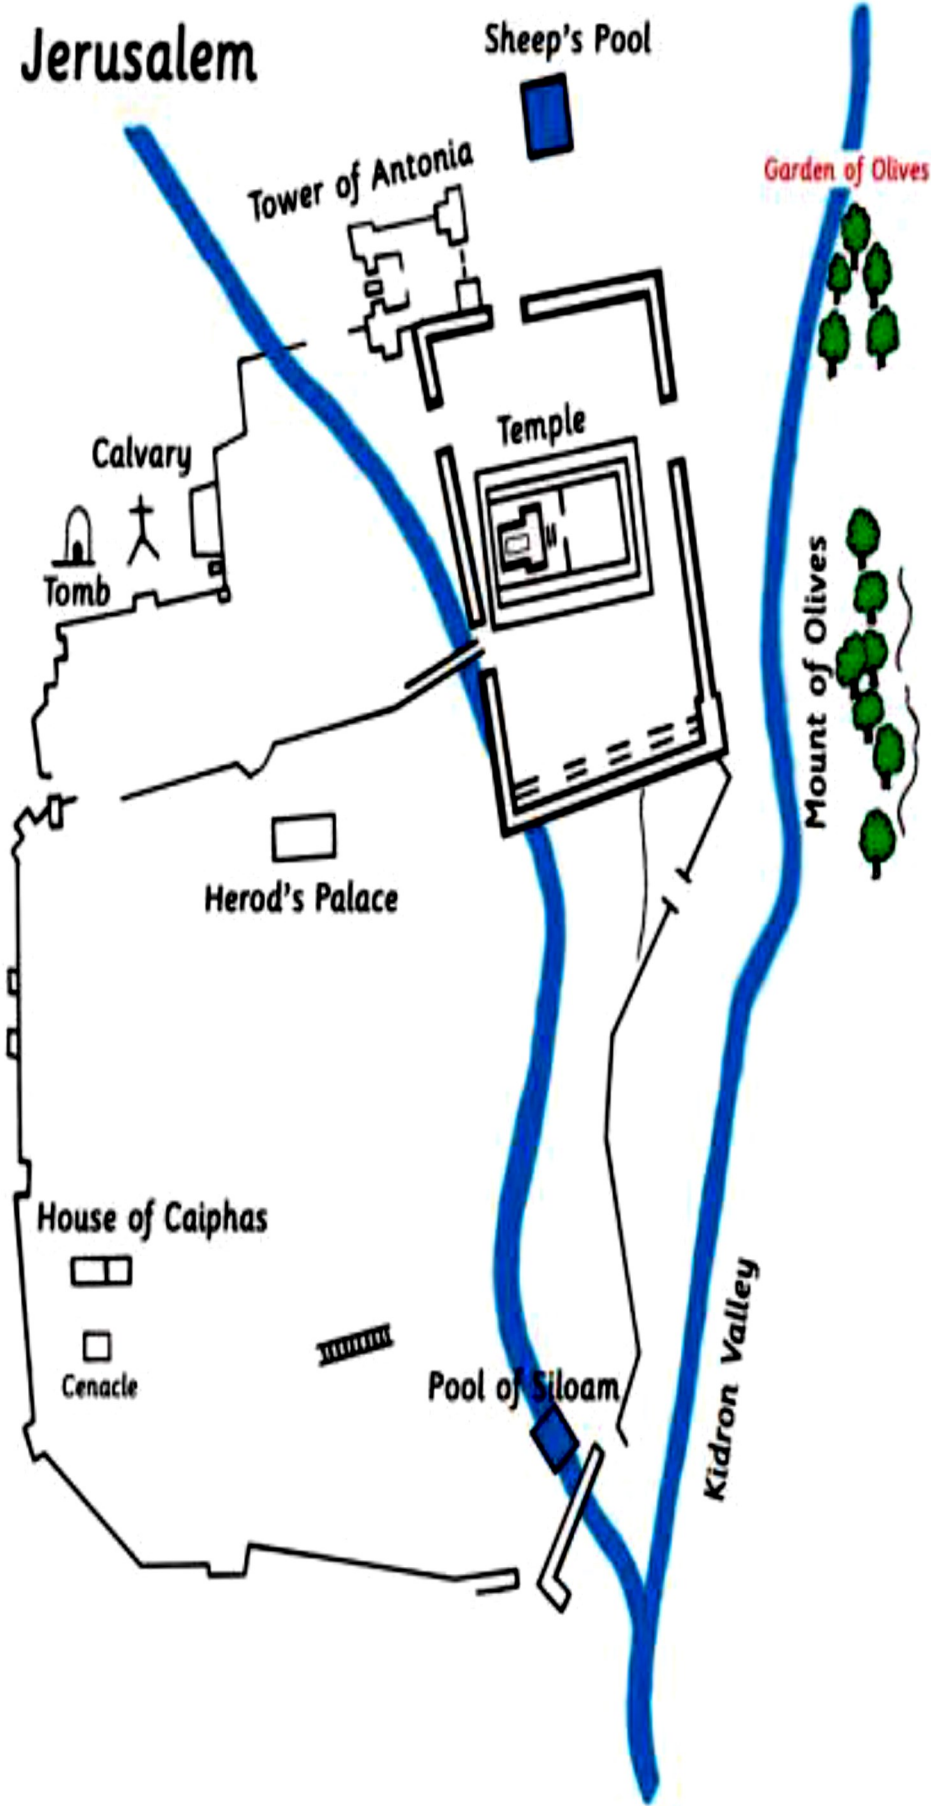 Jerusalem
Sheep's Pool
Tower of Antonia
Garden of Olives
Temple
Calvary
Tomb
Mount of Olives
Herod's Palace
House of Caiphas
Cenacle
Pool of Siloam
Kidron Valley